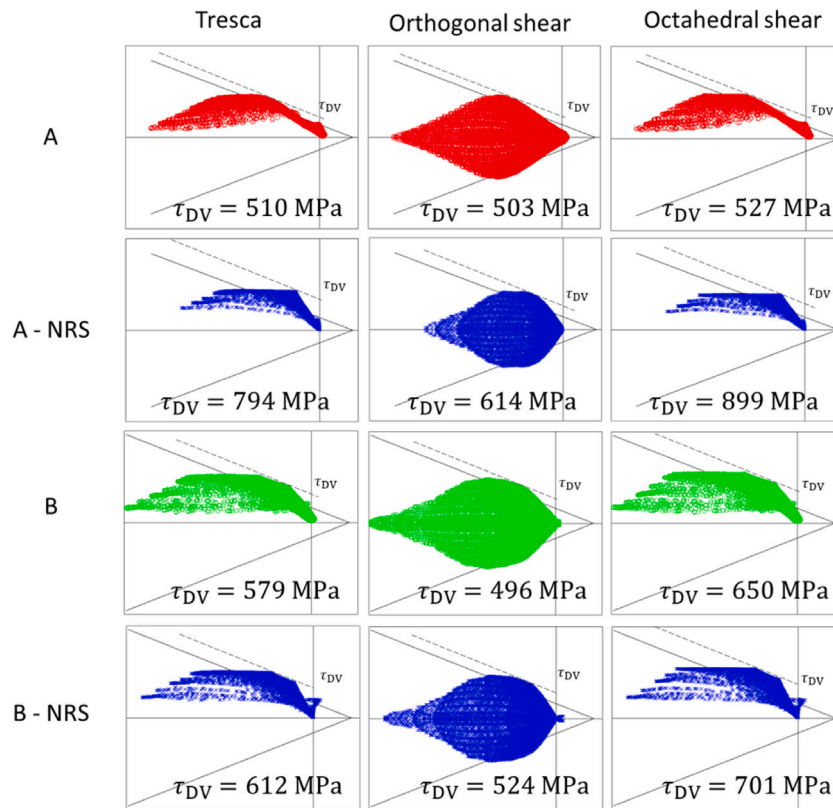 Tresca Orthogonal shear Octahedral shear
A
τDV τDV τDV
τDV = 510 MPa τDV = 503 MPa τDV = 527 MPa
A - NRS
τDV τDV τDV
τDV = 794 MPa τDV = 614 MPa τDV = 899 MPa
B
τDV τDV τDV
τDV = 579 MPa τDV = 496 MPa τDV = 650 MPa
B - NRS
τDV τDV τDV
τDV = 612 MPa τDV = 524 MPa τDV = 701 MPa